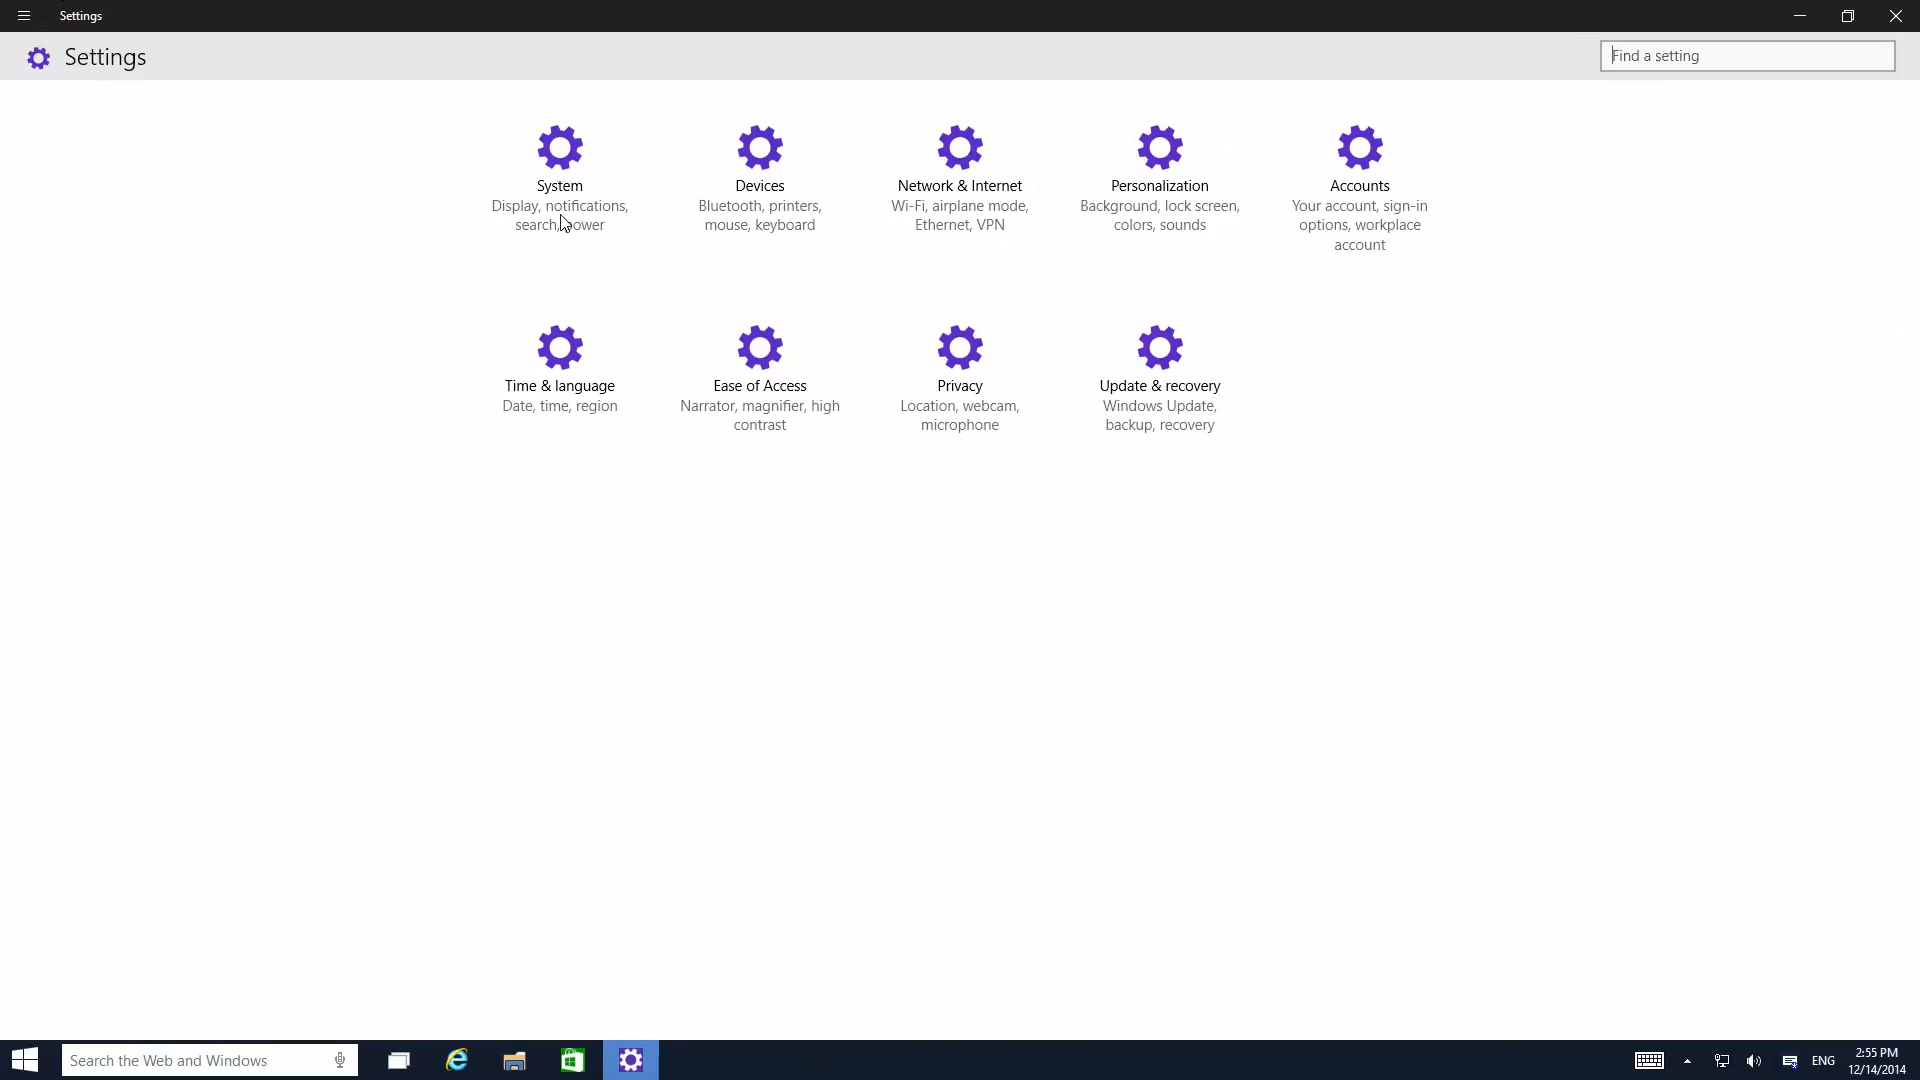 Settings
Settings
Find a setting
System
Display, notifications,
search, power
Devices
Bluetooth, printers,
mouse, keyboard
Network & Internet
Wi-Fi, airplane mode,
Ethernet, VPN
Personalization
Background, lock screen,
colors, sounds
Accounts
Your account, sign-in
options, workplace
account
Time & language
Date, time, region
Ease of Access
Narrator, magnifier, high
contrast
Privacy
Location, webcam,
microphone
Update & recovery
Windows Update,
backup, recovery
Search the Web and Windows
ENG
2:55 PM
12/14/2014